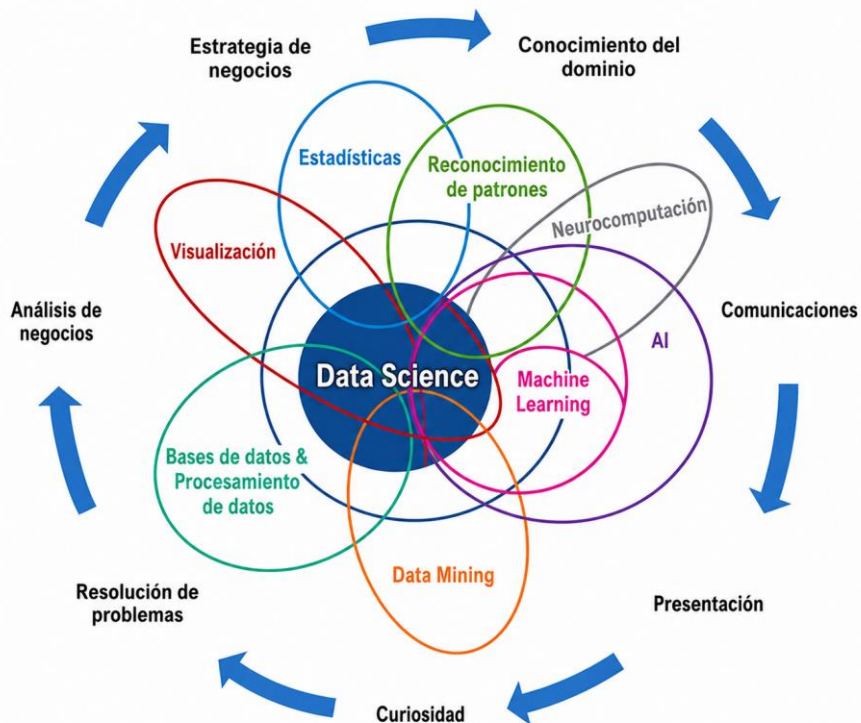 Estrategia de
negocios
Conocimiento del
dominio
Estadísticas
Reconocimiento
de patrones
Neurocomputación
Visualización
Análisis de
negocios
Comunicaciones
AI
Data Science
Machine
Learning
Bases de datos &
Procesamiento
de datos
Data Mining
Resolución de
problemas
Presentación
Curiosidad